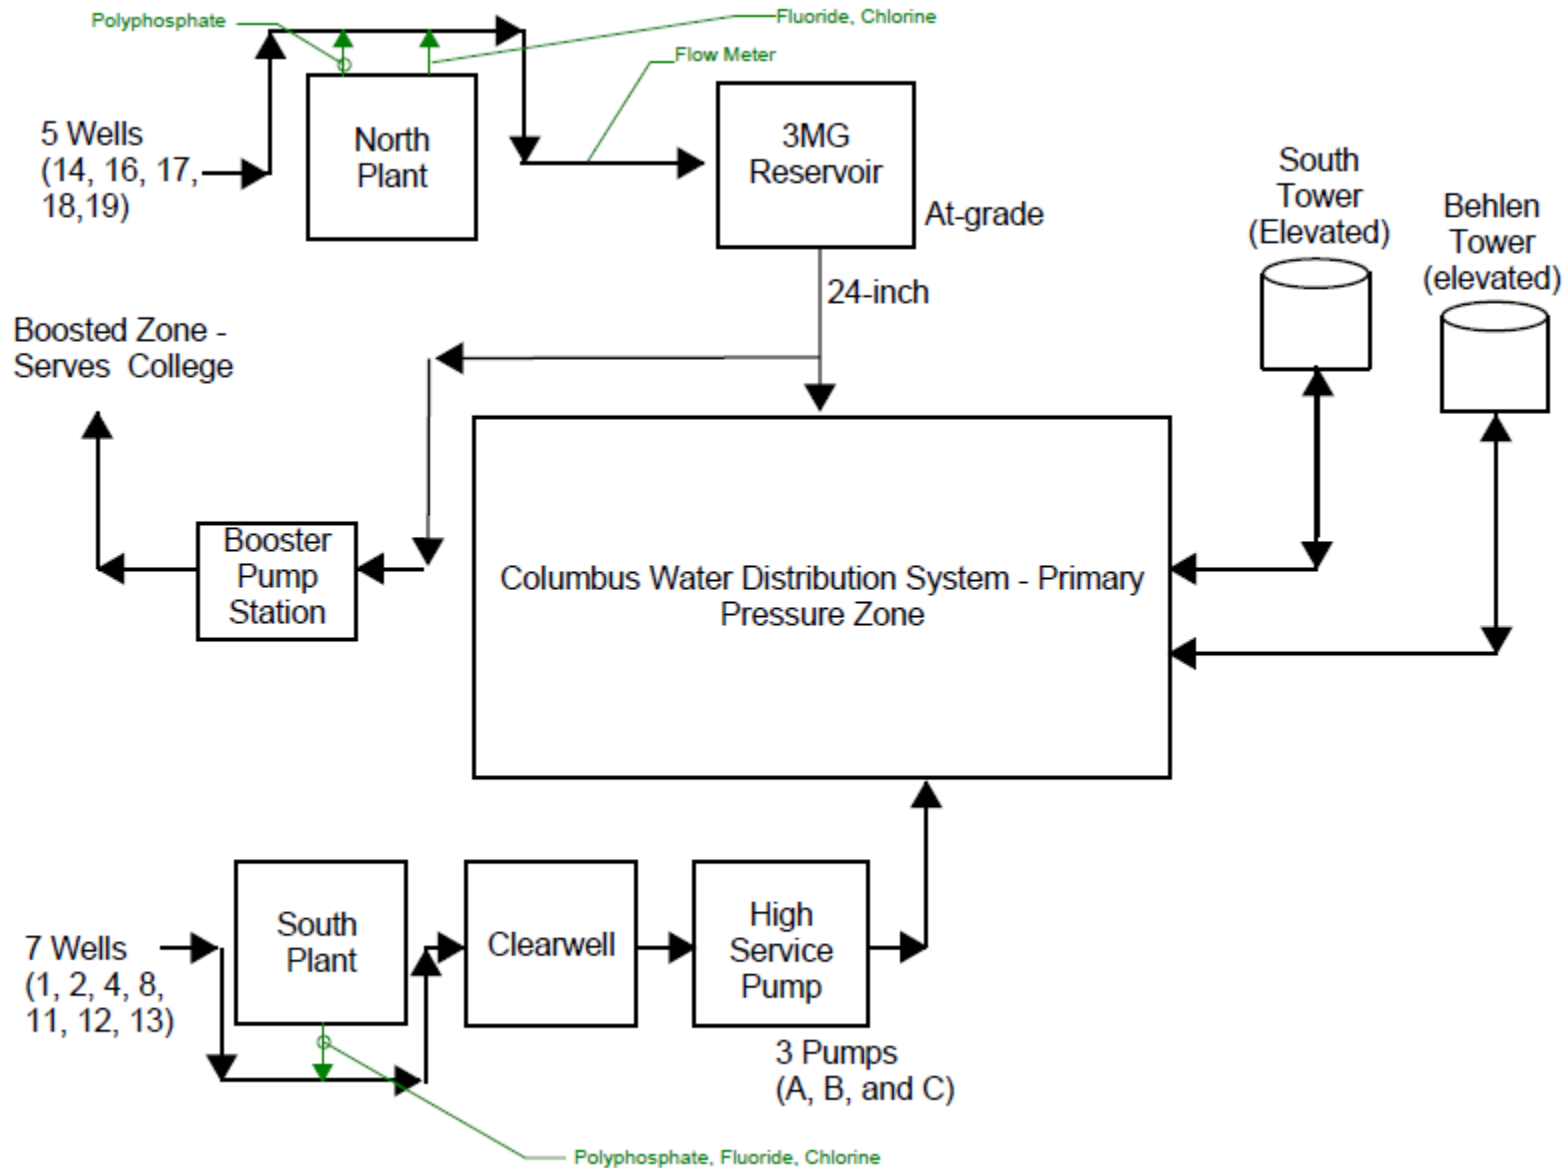 Polyphosphate
Fluoride, Chlorine
Flow Meter
5 Wells
(14, 16, 17,
18,19)
North
Plant
3MG
Reservoir
At-grade
24-inch
South
Tower
(Elevated)
Behlen
Tower
(elevated)
Boosted Zone -
Serves College
Booster
Pump
Station
Columbus Water Distribution System - Primary
Pressure Zone
7 Wells
(1, 2, 4, 8,
11, 12, 13)
South
Plant
Clearwell
High
Service
Pump
3 Pumps
(A, B, and C)
Polyphosphate, Fluoride, Chlorine